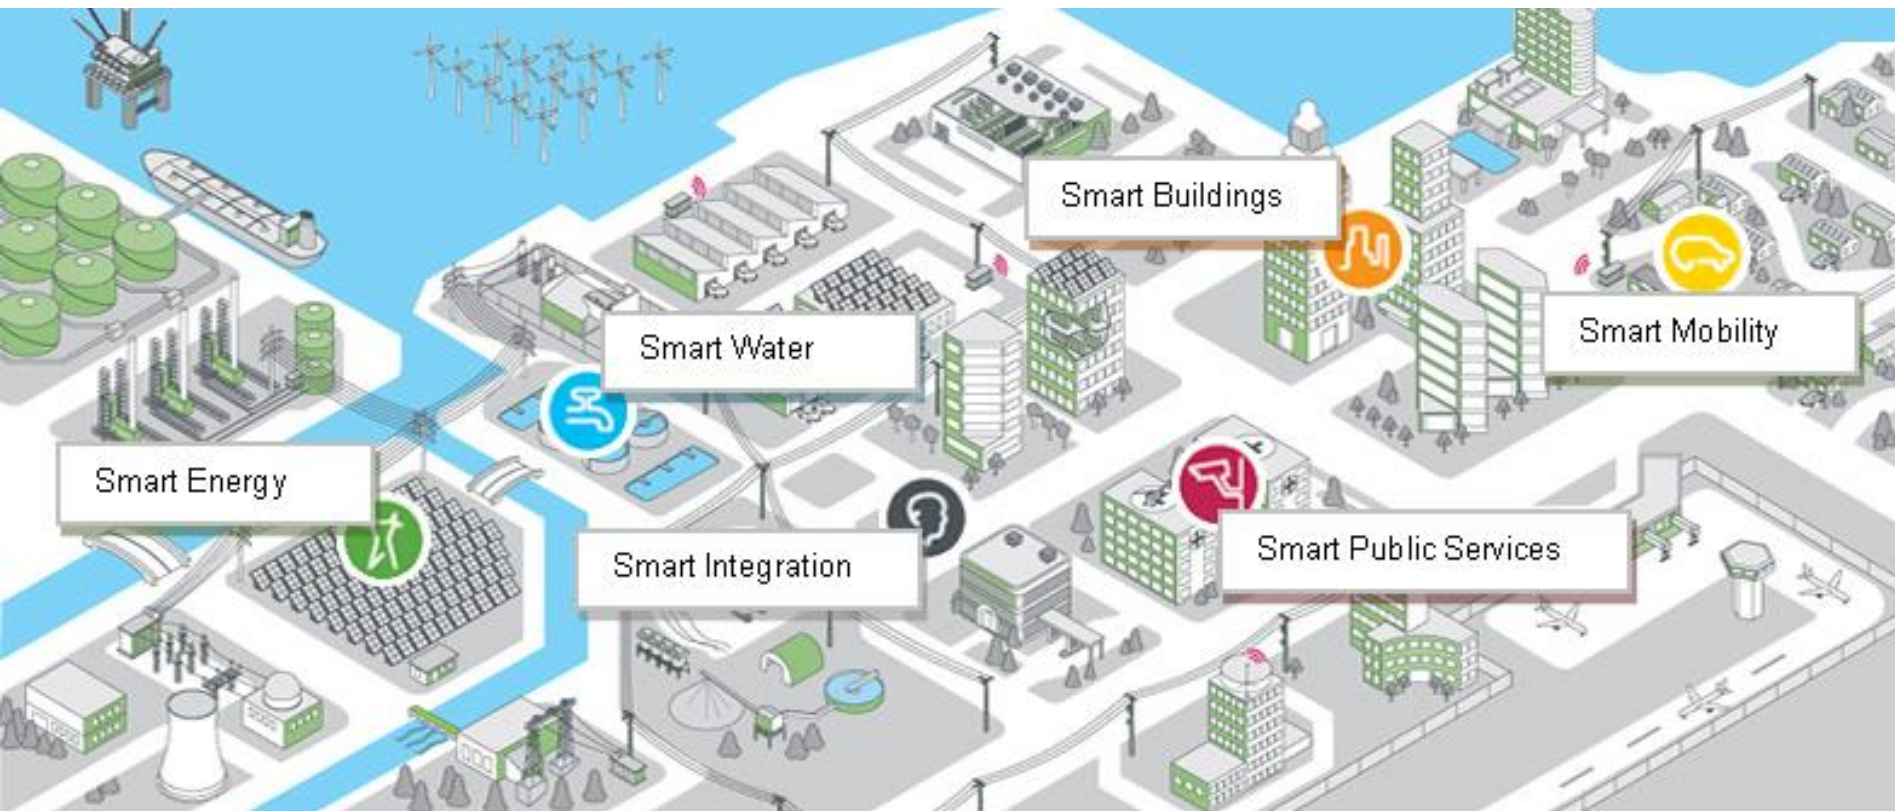 Smart Buildings
Smart Mobility
Smart Water
Smart Energy
Smart Integration
Smart Public Services